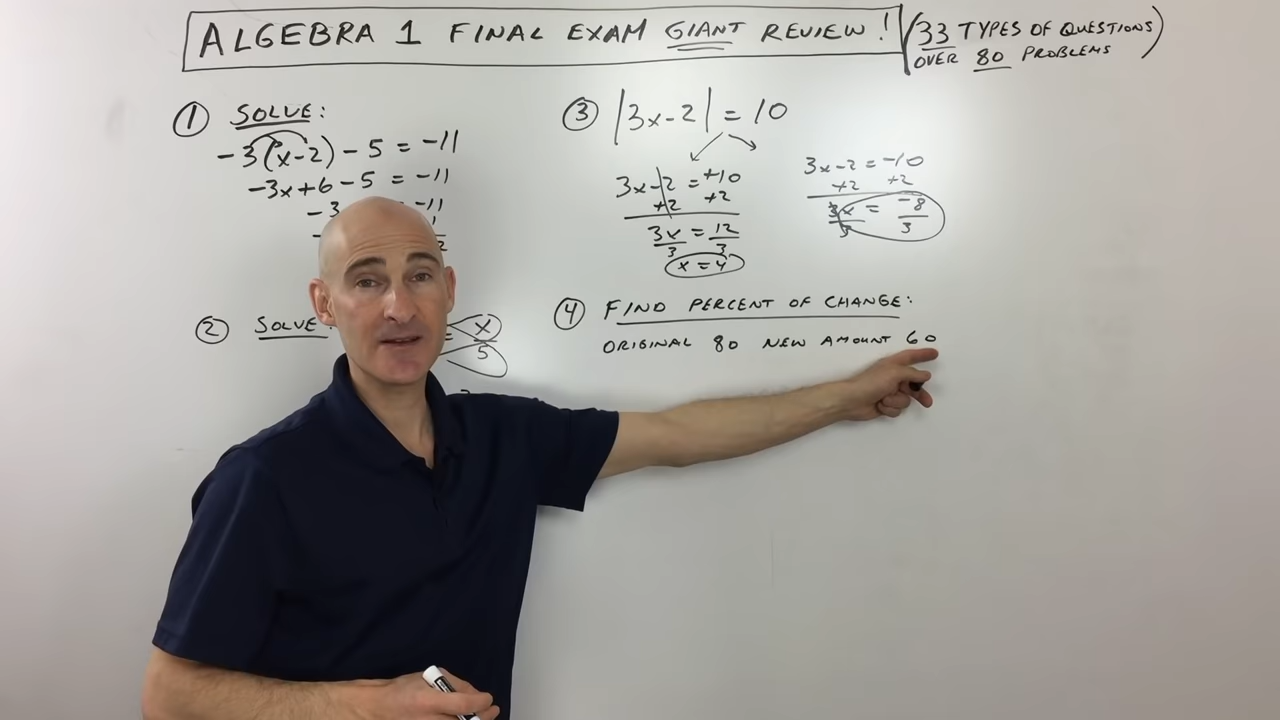 ALGEBRA 1 FINAL EXAM GIANT REVIEW! (33 TYPES OF QUESTIONS
OVER 80 PROBLEMS)
① SOLVE:
-3(x-2)-5 = -11
-3x+6-5 = -11
-3 -11
② SOLVE:
= x/5
③ |3x-2| = 10
3x-2 = +10
+2 +2
3x/3 = 12/3
x = 4
3x-2 = -10
+2 +2
3x/3 = -8/3
④ FIND PERCENT OF CHANGE:
ORIGINAL 80 NEW AMOUNT 60